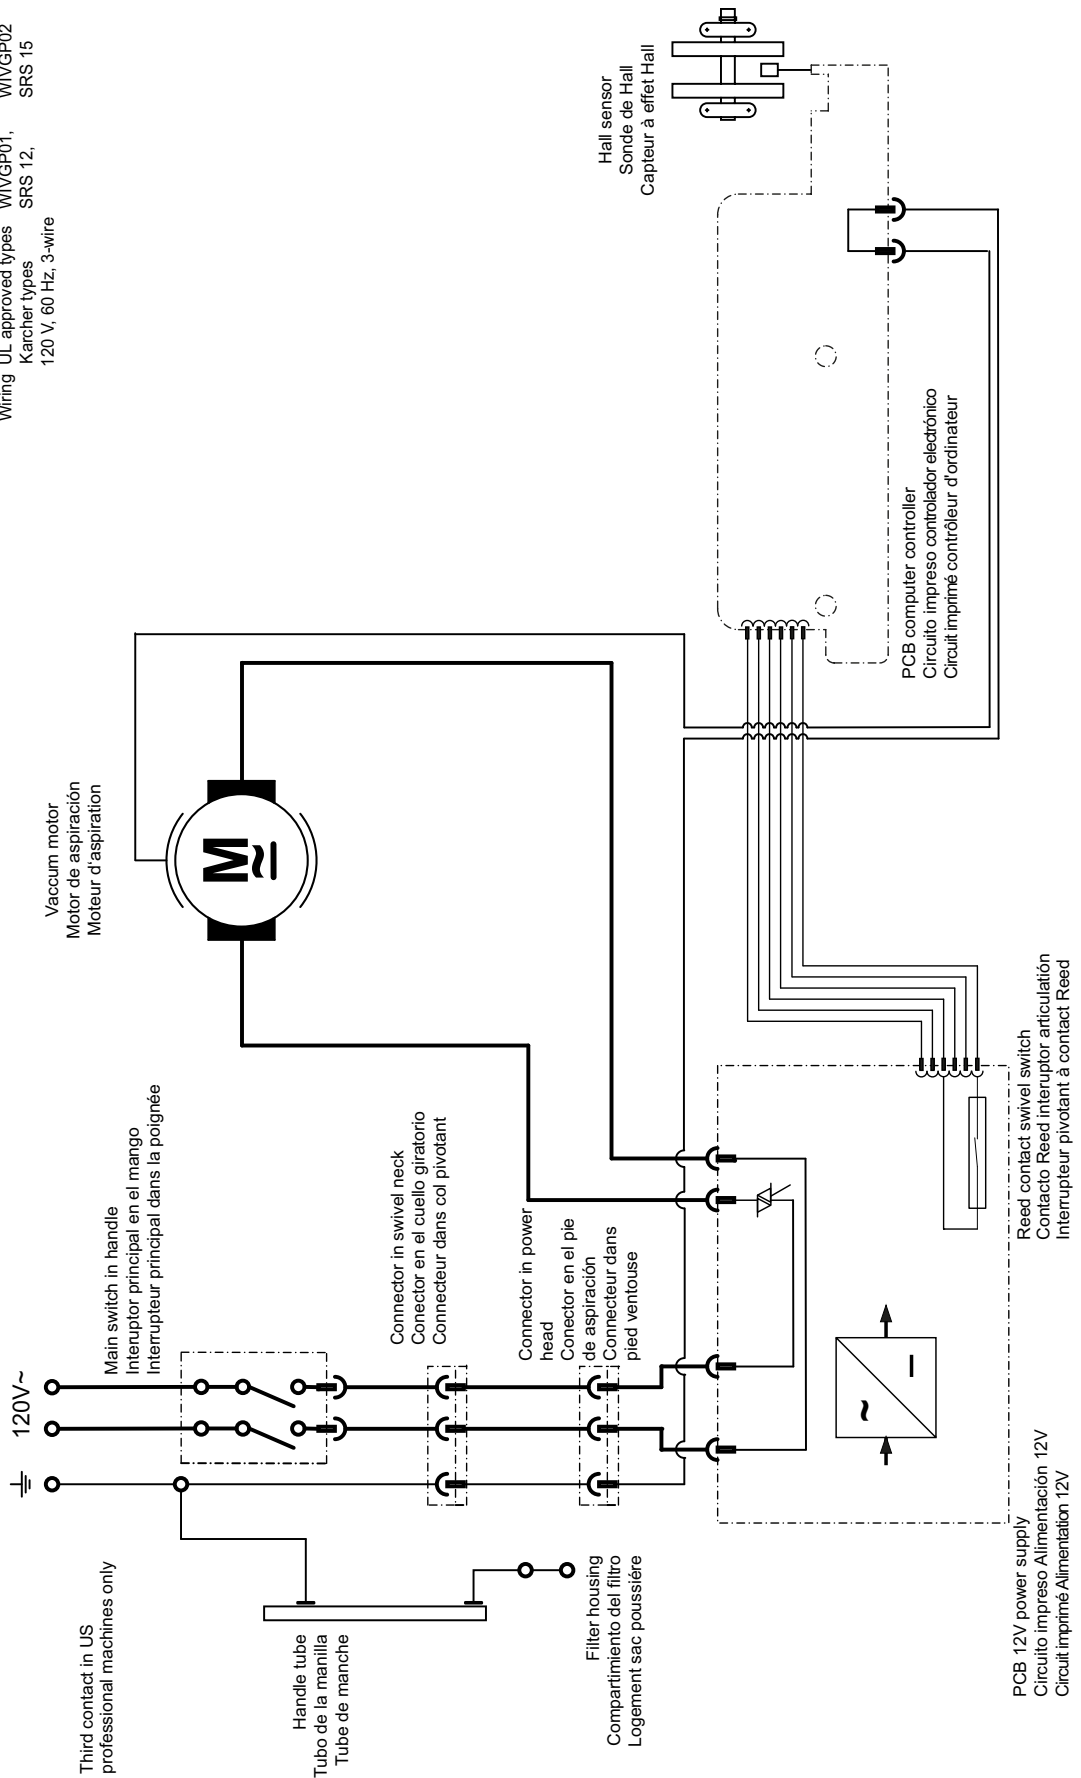 Wiring UL approved types WIVGP01, WIVGP02
Karcher types SRS 12, SRS 15
120 V, 60 Hz, 3-wire
Hall sensor
Sonde de Hall
Capteur à effet Hall
Vaccum motor
Motor de aspiración
Moteur d'aspiration
120V~
Main switch in handle
Interuptor principal en el mango
Interrupteur principal dans la poignée
Connector in swivel neck
Conector en el cuello giratorio
Connecteur dans col pivotant
Connector in power
head
Conector en el pie
de aspiración
Connecteur dans
pied ventouse
Third contact in US
professional machines only
Handle tube
Tubo de la manilla
Tube de manche
Filter housing
Compartimiento del filtro
Logement sac poussiére
M
PCB computer controller
Circuito impreso controlador electrónico
Circuit imprimé contrôleur d'ordinateur
Reed contact swivel switch
Contacto Reed interruptor articulatión
Interrupteur pivotant à contact Reed
PCB 12V power supply
Circuito impreso Alimentación 12V
Circuit imprimé Alimentation 12V